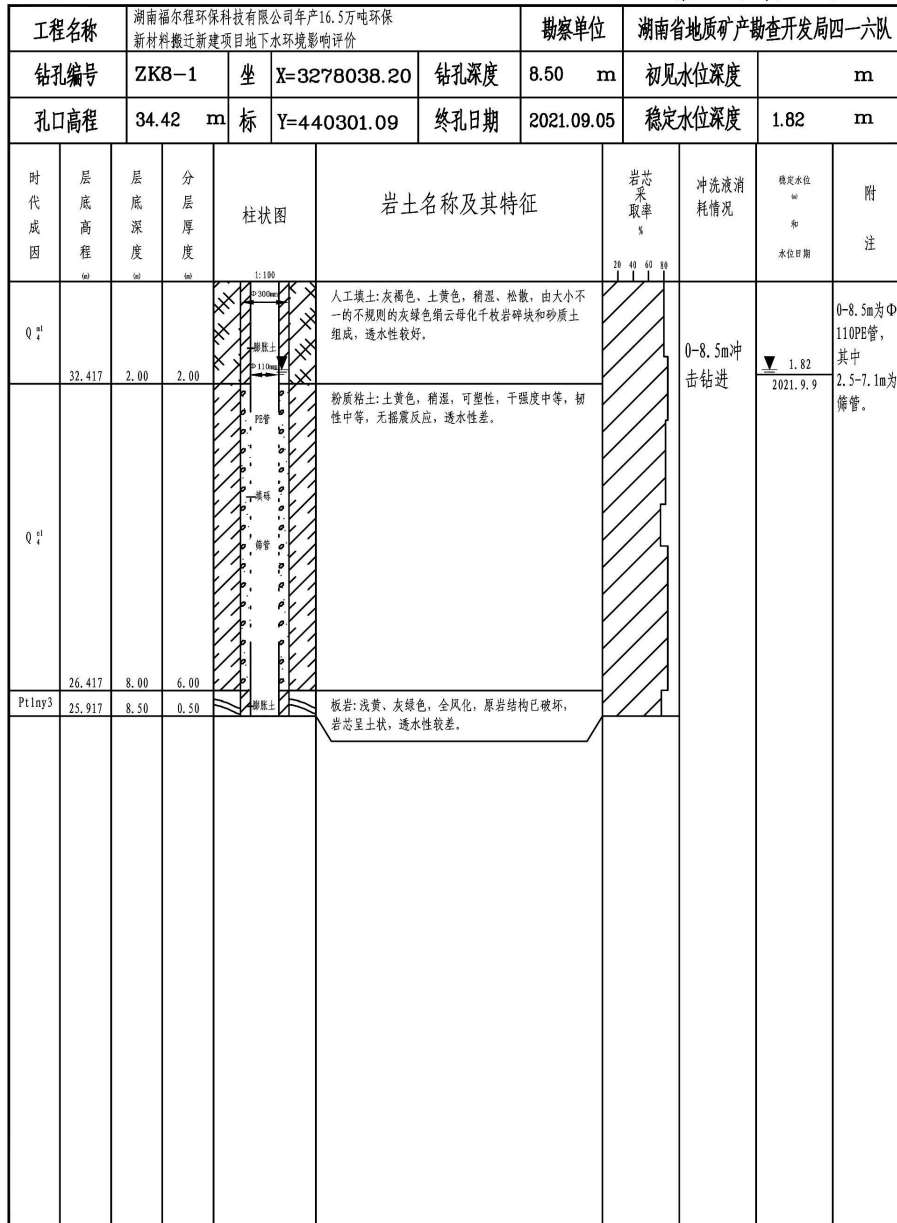 工程名称
湖南福尔程环保科技有限公司年产16.5万吨环保
新材料搬迁新建项目地下水环境影响评价
勘察单位
湖南省地质矿产勘查开发局四一六队
钻孔编号
ZK8-1
坐
X=3278038.20
钻孔深度
8.50 m
初见水位深度
m
孔口高程
34.42 m
标
Y=440301.09
终孔日期
2021.09.05
稳定水位深度
1.82 m
时代成因
层底高程(m)
层底深度(m)
分层厚度(m)
柱状图
1:100
岩土名称及其特征
岩芯采取率%
20 40 60 80
冲洗液消
耗情况
稳定水位
(m)
和
水位日期
附注
Q 4 ml
32.417
2.00
2.00
Φ300mm
膨胀土
Φ110mm
人工填土:灰褐色、土黄色,稍湿、松散,由大小不
一的不规则的灰绿色绢云母化千枚岩碎块和砂质土
组成,透水性较好。
0-8.5m冲
击钻进
1.82
2021.9.9
0-8.5m为Φ
110PE管,
其中
2.5-7.1m为
筛管。
Q 4 el
26.417
8.00
6.00
PE管
填砾
筛管
粉质粘土:土黄色,稍湿,可塑性,干强度中等,韧
性中等,无摇震反应,透水性差。
Pt1ny3
25.917
8.50
0.50
膨胀土
板岩:浅黄、灰绿色,全风化,原岩结构已破坏,
岩芯呈土状,透水性较差。